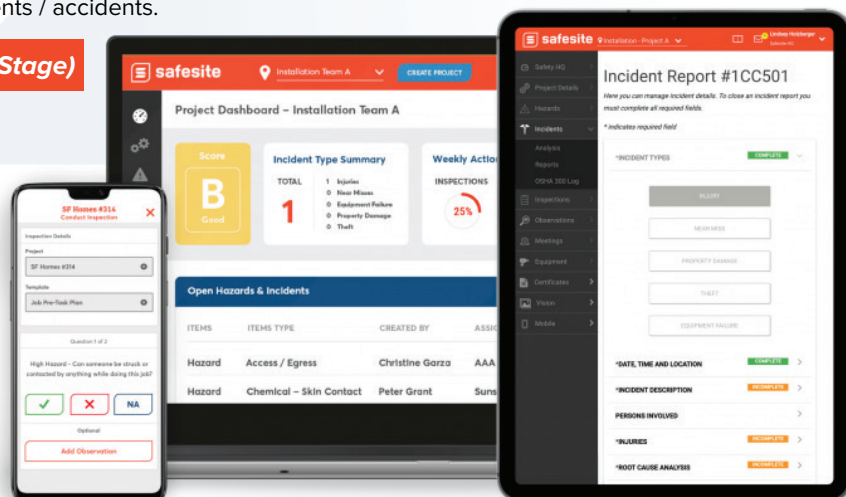 nts / accidents.
Stage)
safesite
Installation Team A
CREATE PROJECT
Project Dashboard – Installation Team A
Score
B
Good
Incident Type Summary
TOTAL
1
1 Injuries
0 Near Misses
0 Equipment Failure
0 Property Damage
0 Theft
Weekly Actio
INSPECTIONS
25%
Open Hazards & Incidents
ITEMS ITEMS TYPE CREATED BY ASSIG
Hazard Access / Egress Christine Garza AAA
Hazard Chemical – Skin Contact Peter Grant Suns
SF Homes #314
Conduct Inspection
Inspection Details
Project
SF Homes #314
Template
Job Pre-Task Plan
Question 1 of 2
High Hazard - Can someone be struck or
contacted by anything while doing this job?
NA
Optional
Add Observation
safesite
Installation - Project A
Lindsey Holzberger
Safesite HQ
Safety HQ
Project Details
Hazards
Incidents
Analysis
Reports
OSHA 300 Log
Inspections
Observations
Meetings
Equipment
Certificates
Vision
Mobile
Incident Report #1CC501
Here you can manage incident details. To close an incident report you
must complete all required fields.
* indicates required field
*INCIDENT TYPES COMPLETE
INJURY
NEAR MISS
PROPERTY DAMAGE
THEFT
EQUIPMENT FAILURE
*DATE, TIME AND LOCATION COMPLETE
*INCIDENT DESCRIPTION INCOMPLETE
PERSONS INVOLVED
*INJURIES INCOMPLETE
*ROOT CAUSE ANALYSIS INCOMPLETE